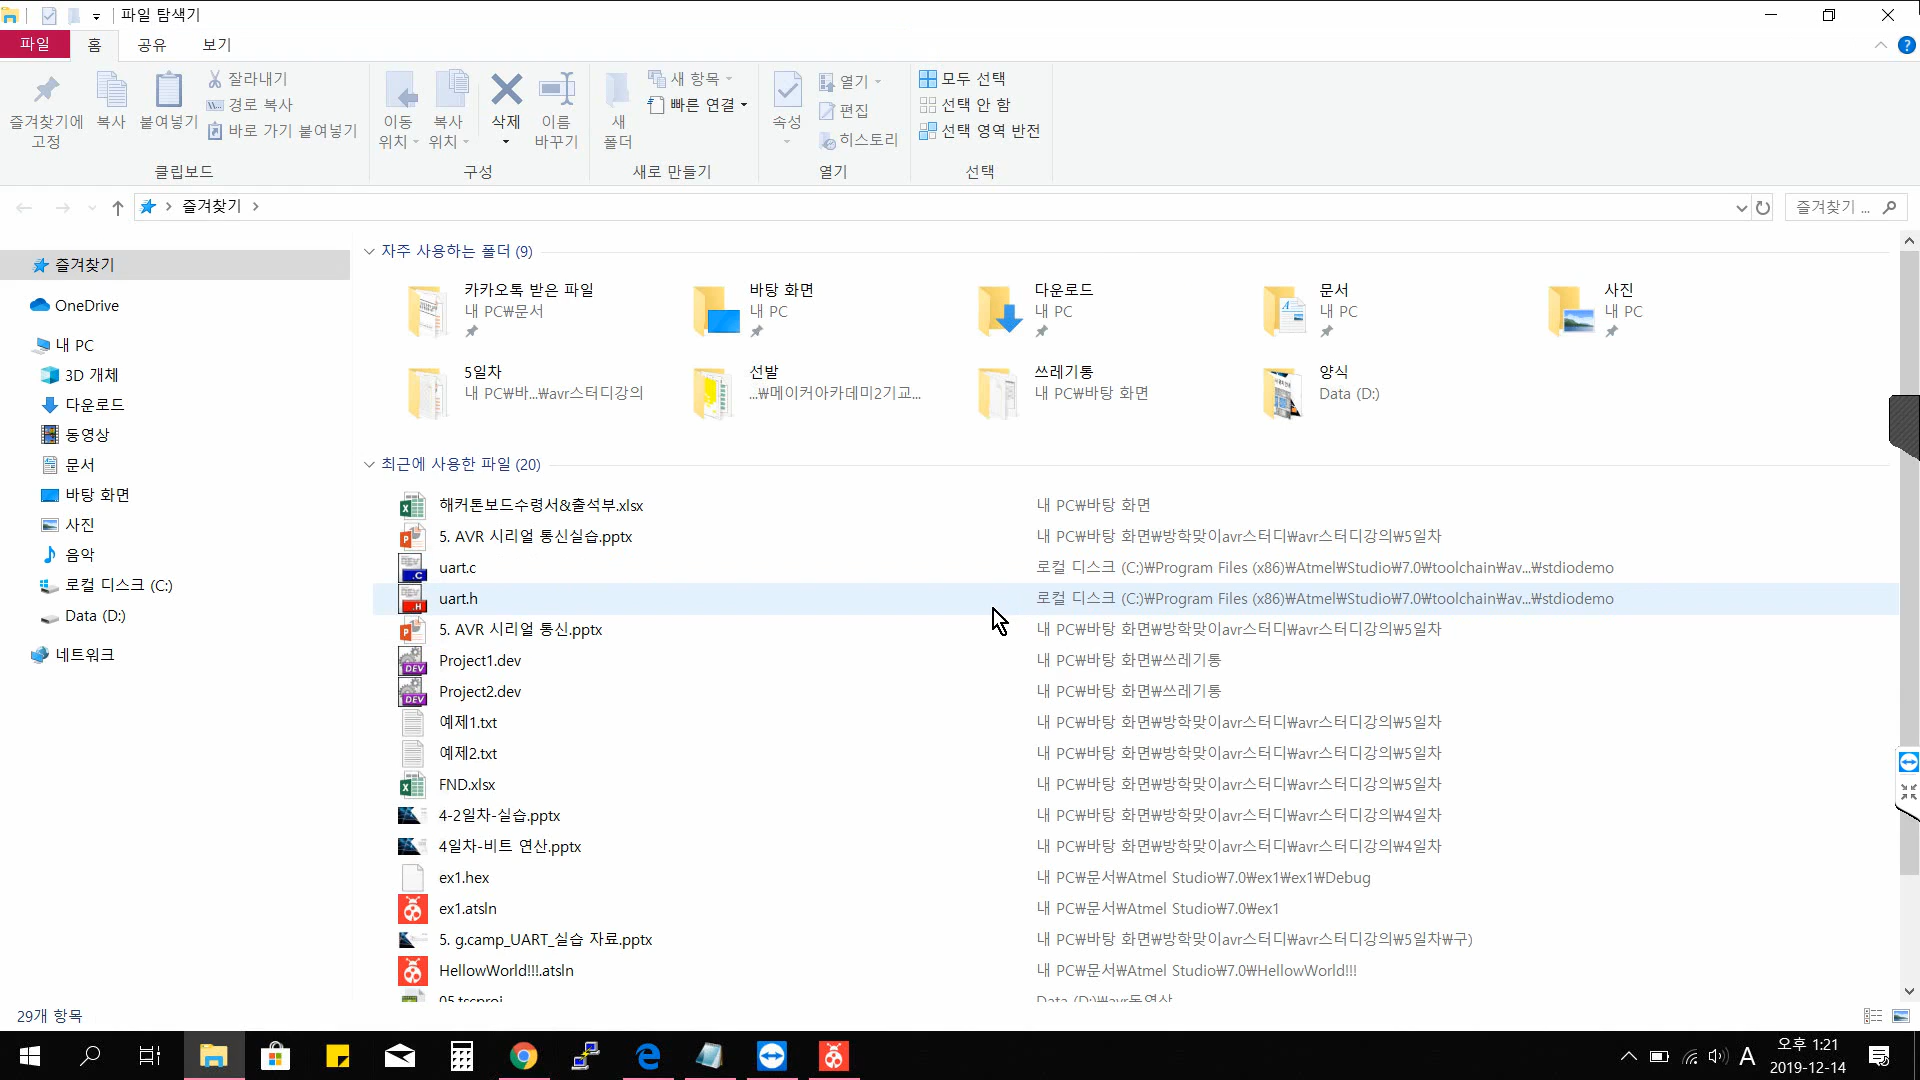 파일 탐색기
파일 홈 공유 보기
즐겨찾기에 고정
복사
붙여넣기
잘라내기
경로 복사
바로 가기 붙여넣기
클립보드
이동 위치
복사 위치
삭제
이름 바꾸기
구성
새 폴더
새 항목
빠른 연결
새로 만들기
속성
열기
편집
히스토리
열기
모두 선택
선택 안 함
선택 영역 반전
선택
즐겨찾기
즐겨찾기 ...
즐겨찾기
OneDrive
내 PC
3D 개체
다운로드
동영상
문서
바탕 화면
사진
음악
로컬 디스크 (C:)
Data (D:)
네트워크
자주 사용하는 폴더 (9)
카카오톡 받은 파일
내 PC₩문서
바탕 화면
내 PC
다운로드
내 PC
문서
내 PC
사진
내 PC
5일차
내 PC₩바...₩avr스터디강의
선발
...₩메이커아카데미2기교...
쓰레기통
내 PC₩바탕 화면
양식
Data (D:)
최근에 사용한 파일 (20)
해커톤보드수령서&출석부.xlsx 내 PC₩바탕 화면
5. AVR 시리얼 통신실습.pptx 내 PC₩바탕 화면₩방학맞이avr스터디₩avr스터디강의₩5일차
uart.c 로컬 디스크 (C:)₩Program Files (x86)₩Atmel₩Studio₩7.0₩toolchain₩av...₩stdiodemo
uart.h 로컬 디스크 (C:)₩Program Files (x86)₩Atmel₩Studio₩7.0₩toolchain₩av...₩stdiodemo
5. AVR 시리얼 통신.pptx 내 PC₩바탕 화면₩방학맞이avr스터디₩avr스터디강의₩5일차
Project1.dev 내 PC₩바탕 화면₩쓰레기통
Project2.dev 내 PC₩바탕 화면₩쓰레기통
예제1.txt 내 PC₩바탕 화면₩방학맞이avr스터디₩avr스터디강의₩5일차
예제2.txt 내 PC₩바탕 화면₩방학맞이avr스터디₩avr스터디강의₩5일차
FND.xlsx 내 PC₩바탕 화면₩방학맞이avr스터디₩avr스터디강의₩5일차
4-2일차-실습.pptx 내 PC₩바탕 화면₩방학맞이avr스터디₩avr스터디강의₩4일차
4일차-비트 연산.pptx 내 PC₩바탕 화면₩방학맞이avr스터디₩avr스터디강의₩4일차
ex1.hex 내 PC₩문서₩Atmel Studio₩7.0₩ex1₩ex1₩Debug
ex1.atsln 내 PC₩문서₩Atmel Studio₩7.0₩ex1
5. g.camp_UART_실습 자료.pptx 내 PC₩바탕 화면₩방학맞이avr스터디₩avr스터디강의₩5일차₩구)
HellowWorld!!!.atsln 내 PC₩문서₩Atmel Studio₩7.0₩HellowWorld!!!
05.tscproj Data (D:)₩avr동영상
29개 항목
A
오후 1:21
2019-12-14